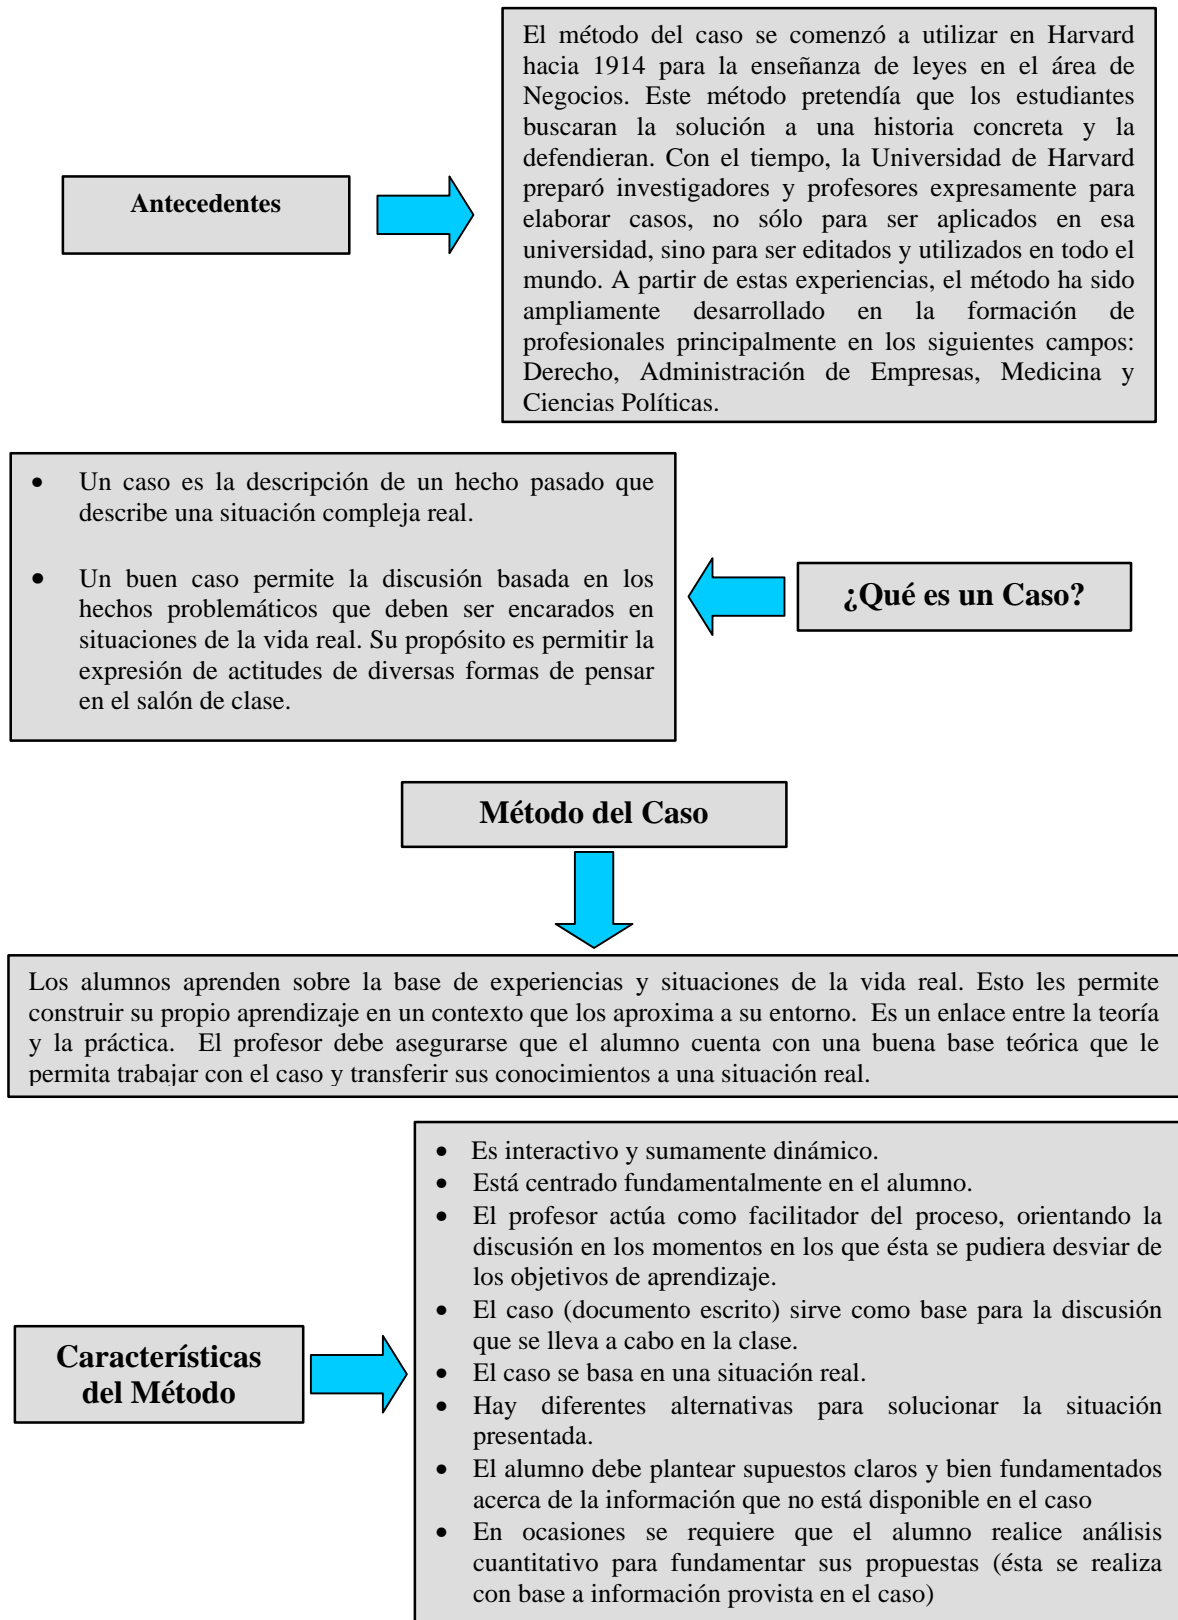 Antecedentes
El método del caso se comenzó a utilizar en Harvard
hacia 1914 para la enseñanza de leyes en el área de
Negocios. Este método pretendía que los estudiantes
buscaran la solución a una historia concreta y la
defendieran. Con el tiempo, la Universidad de Harvard
preparó investigadores y profesores expresamente para
elaborar casos, no sólo para ser aplicados en esa
universidad, sino para ser editados y utilizados en todo el
mundo. A partir de estas experiencias, el método ha sido
ampliamente desarrollado en la formación de
profesionales principalmente en los siguientes campos:
Derecho, Administración de Empresas, Medicina y
Ciencias Políticas.
¿Qué es un Caso?
• Un caso es la descripción de un hecho pasado que
describe una situación compleja real.
• Un buen caso permite la discusión basada en los
hechos problemáticos que deben ser encarados en
situaciones de la vida real. Su propósito es permitir la
expresión de actitudes de diversas formas de pensar
en el salón de clase.
Método del Caso
Los alumnos aprenden sobre la base de experiencias y situaciones de la vida real. Esto les permite
construir su propio aprendizaje en un contexto que los aproxima a su entorno. Es un enlace entre la teoría
y la práctica. El profesor debe asegurarse que el alumno cuenta con una buena base teórica que le
permita trabajar con el caso y transferir sus conocimientos a una situación real.
Características
del Método
• Es interactivo y sumamente dinámico.
• Está centrado fundamentalmente en el alumno.
• El profesor actúa como facilitador del proceso, orientando la
discusión en los momentos en los que ésta se pudiera desviar de
los objetivos de aprendizaje.
• El caso (documento escrito) sirve como base para la discusión
que se lleva a cabo en la clase.
• El caso se basa en una situación real.
• Hay diferentes alternativas para solucionar la situación
presentada.
• El alumno debe plantear supuestos claros y bien fundamentados
acerca de la información que no está disponible en el caso
• En ocasiones se requiere que el alumno realice análisis
cuantitativo para fundamentar sus propuestas (ésta se realiza
con base a información provista en el caso)